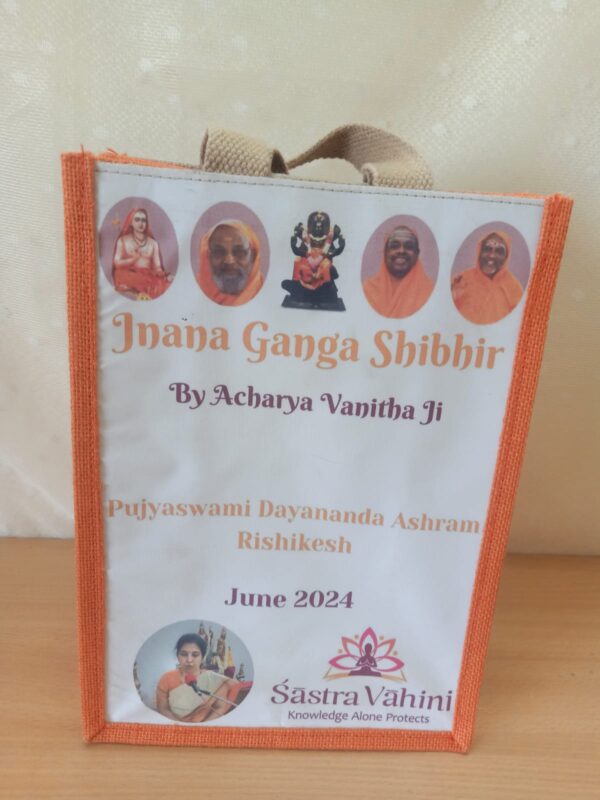 Jnana Ganga Shibhir
By Acharya Vanitha Ji
Pujyaswami Dayananda Ashram
Rishikesh
June 2024
Śāstra Vāhini
Knowledge Alone Protects